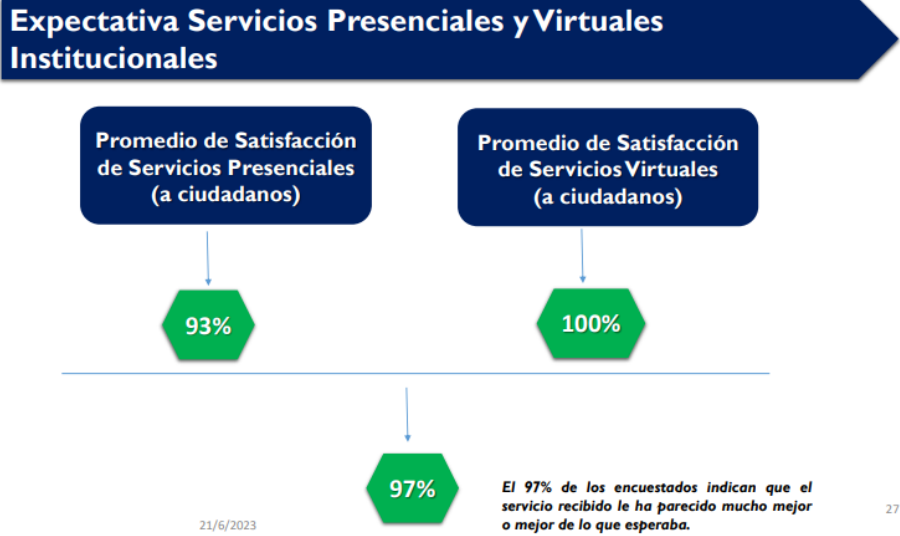 Expectativa Servicios Presenciales y Virtuales
Institucionales
Promedio de Satisfacción
de Servicios Presenciales
(a ciudadanos)
Promedio de Satisfacción
de Servicios Virtuales
(a ciudadanos)
93%
100%
97%
El 97% de los encuestados indican que el
servicio recibido le ha parecido mucho mejor
o mejor de lo que esperaba.
21/6/2023
27